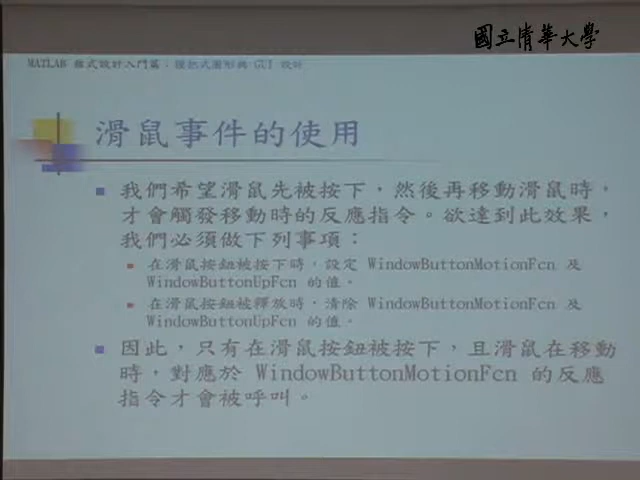 國立清華大學
MATLAB 程式設計入門篇：握把式圖形與 GUI 設計
滑鼠事件的使用
我們希望滑鼠先被按下，然後再移動滑鼠時，
才會觸發移動時的反應指令。欲達到此效果，
我們必須做下列事項：
在滑鼠按鈕被按下時，設定 WindowButtonMotionFcn 及
WindowButtonUpFcn 的值。
在滑鼠按鈕被釋放時，清除 WindowButtonMotionFcn 及
WindowButtonUpFcn 的值。
因此，只有在滑鼠按鈕被按下，且滑鼠在移動
時，對應於 WindowButtonMotionFcn 的反應
指令才會被呼叫。